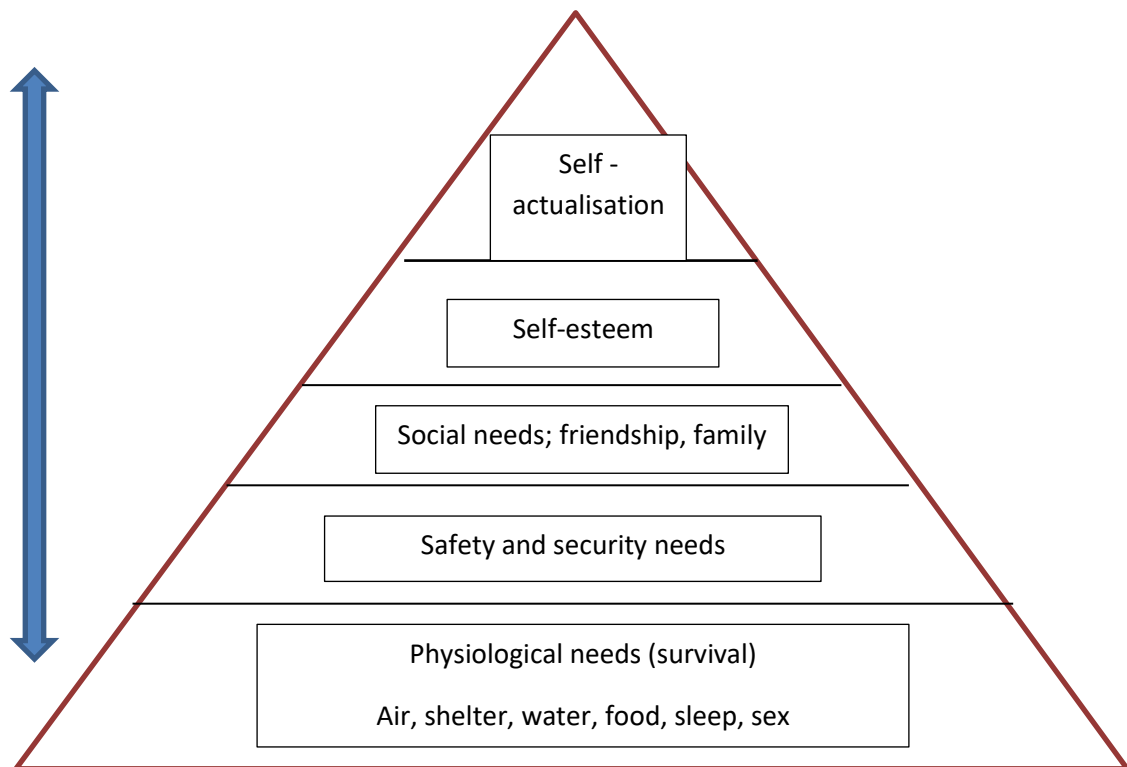 Self -
actualisation
Self-esteem
Social needs; friendship, family
Safety and security needs
Physiological needs (survival)
Air, shelter, water, food, sleep, sex